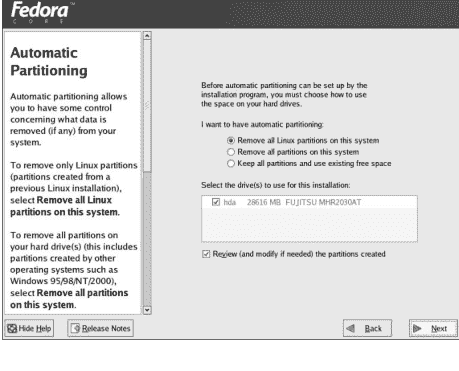 Fedora™
CORE
Automatic
Partitioning
Automatic partitioning allows
you to have some control
concerning what data is
removed (if any) from your
system.
To remove only Linux partitions
(partitions created from a
previous Linux installation),
select Remove all Linux
partitions on this system.
To remove all partitions on
your hard drive(s) (this includes
partitions created by other
operating systems such as
Windows 95/98/NT/2000),
select Remove all partitions
on this system.
Before automatic partitioning can be set up by the
installation program, you must choose how to use
the space on your hard drives.
I want to have automatic partitioning:
Remove all Linux partitions on this system
Remove all partitions on this system
Keep all partitions and use existing free space
Select the drive(s) to use for this installation:
hda 28616 MB FUJITSU MHR2030AT
Review (and modify if needed) the partitions created
Hide Help
Release Notes
Back
Next